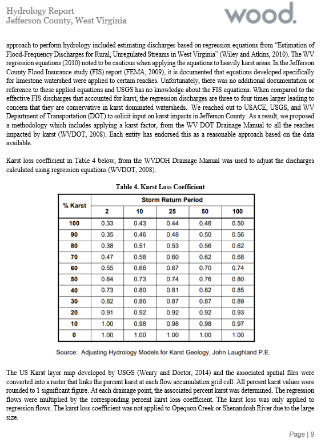 Hydrology Report
Jefferson County, West Virginia
wood.
approach to perform hydrology included estimating discharges based on regression equations from "Estimation of
Flood-Frequency Discharges for Rural, Unregulated Streams in West Virginia" (Wiley and Atkins, 2010). The WV
regression equations (2010) noted to be cautious when applying the equations to heavily karst areas. In the Jefferson
County Flood Insurance study (FIS) report (FEMA, 2009), it is documented that equations developed specifically
for limestone watershed were applied to certain reaches. Unfortunately, there was no additional documentation or
reference to these applied equations and USGS has no knowledge about the FIS equations. When compared to the
effective FIS discharges that accounted for karst, the regression discharges are three to four times larger leading to
concern that they are conservative in karst dominated watersheds. We reached out to USACE, USGS, and WV
Department of Transportation (DOT) to solicit input on karst impacts in Jefferson County. As a result, we proposed
a methodology which includes applying a karst factor, from the WV DOT Drainage Manual to all the reaches
impacted by karst (WVDOT, 2008). Each entity has endorsed this as a reasonable approach based on the data
available.
Karst loss coefficient in Table 4 below, from the WVDOH Drainage Manual was used to adjust the discharges
calculated using regression equations (WVDOT, 2008).
Table 4. Karst Loss Coefficient
% Karst Storm Return Period
2 10 25 50 100
100 0.33 0.43 0.44 0.46 0.50
90 0.35 0.46 0.48 0.50 0.56
80 0.38 0.51 0.53 0.56 0.62
70 0.47 0.58 0.60 0.62 0.68
60 0.55 0.66 0.67 0.70 0.74
50 0.64 0.73 0.74 0.76 0.80
40 0.73 0.80 0.81 0.82 0.85
30 0.82 0.86 0.87 0.87 0.89
20 0.91 0.92 0.92 0.92 0.93
10 1.00 0.98 0.98 0.98 0.97
0 1.00 1.00 1.00 1.00 1.00
Source: Adjusting Hydrology Models for Karst Geology, John Laughland P.E.
The US Karst layer map developed by USGS (Weary and Doctor, 2014) and the associated spatial files were
converted into a raster that links the percent karst at each flow accumulation grid cell. All percent karst values were
rounded to 1 significant figure. At each drainage point, the associated percent karst was determined. The regression
flows were multiplied by the corresponding percent karst loss coefficient. The karst loss was only applied to
regression flows. The karst loss coefficient was not applied to Opequon Creek or Shenandoah River due to the large
size.
Page | 9